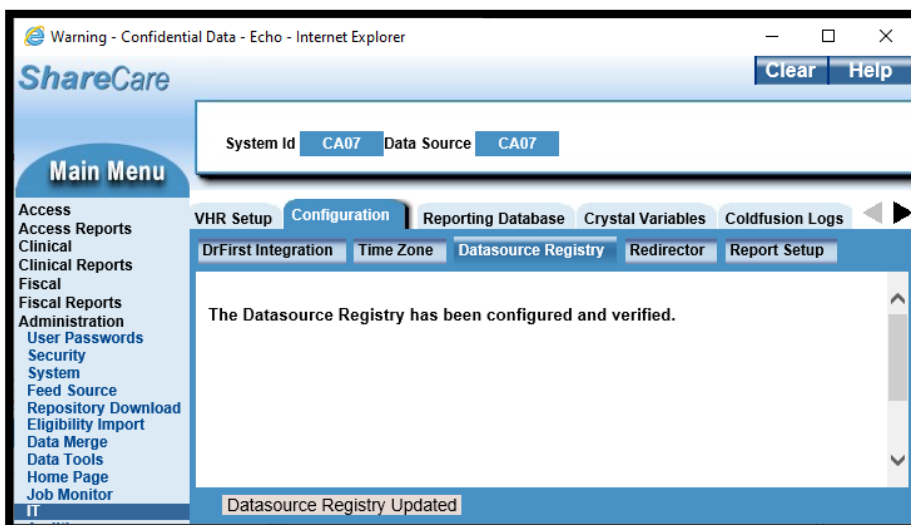 Warning - Confidential Data - Echo - Internet Explorer
ShareCare
Clear Help
System Id CA07 Data Source CA07
Main Menu
VHR Setup Configuration Reporting Database Crystal Variables Coldfusion Logs
DrFirst Integration Time Zone Datasource Registry Redirector Report Setup
Access
Access Reports
Clinical
Clinical Reports
Fiscal
Fiscal Reports
Administration
User Passwords
Security
System
Feed Source
Repository Download
Eligibility Import
Data Merge
Data Tools
Home Page
Job Monitor
IT
The Datasource Registry has been configured and verified.
Datasource Registry Updated